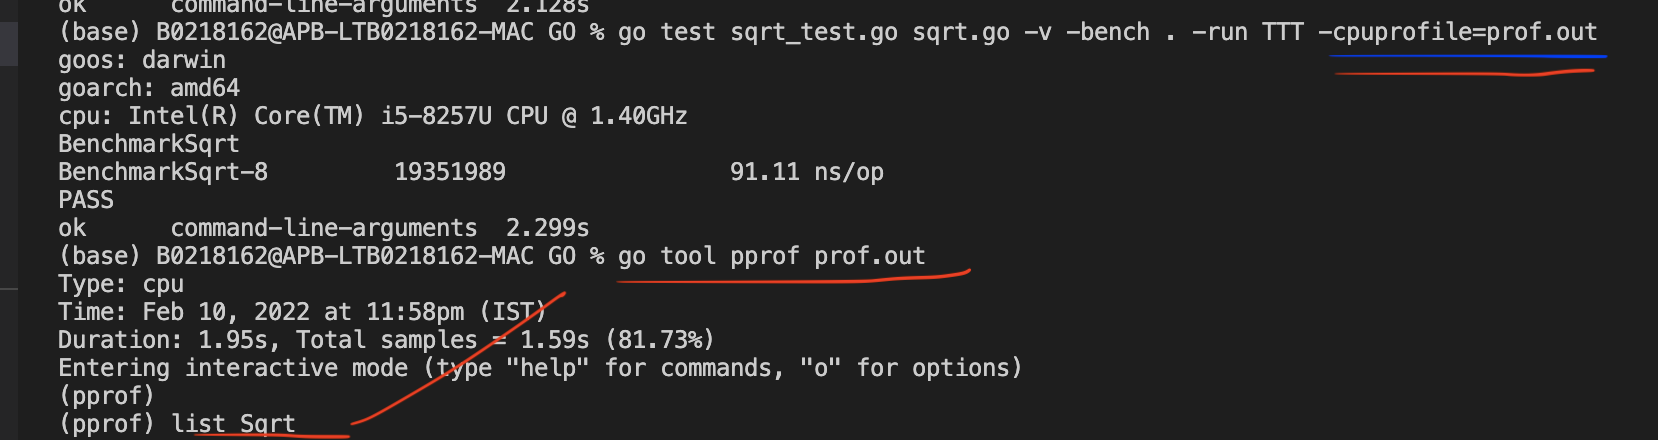 ok      command-line-arguments  2.128s
(base) B0218162@APB-LTB0218162-MAC GO % go test sqrt_test.go sqrt.go -v -bench . -run TTT -cpuprofile=prof.out
goos: darwin
goarch: amd64
cpu: Intel(R) Core(TM) i5-8257U CPU @ 1.40GHz
BenchmarkSqrt
BenchmarkSqrt-8         19351989                91.11 ns/op
PASS
ok      command-line-arguments  2.299s
(base) B0218162@APB-LTB0218162-MAC GO % go tool pprof prof.out
Type: cpu
Time: Feb 10, 2022 at 11:58pm (IST)
Duration: 1.95s, Total samples = 1.59s (81.73%)
Entering interactive mode (type "help" for commands, "o" for options)
(pprof)
(pprof) list Sqrt